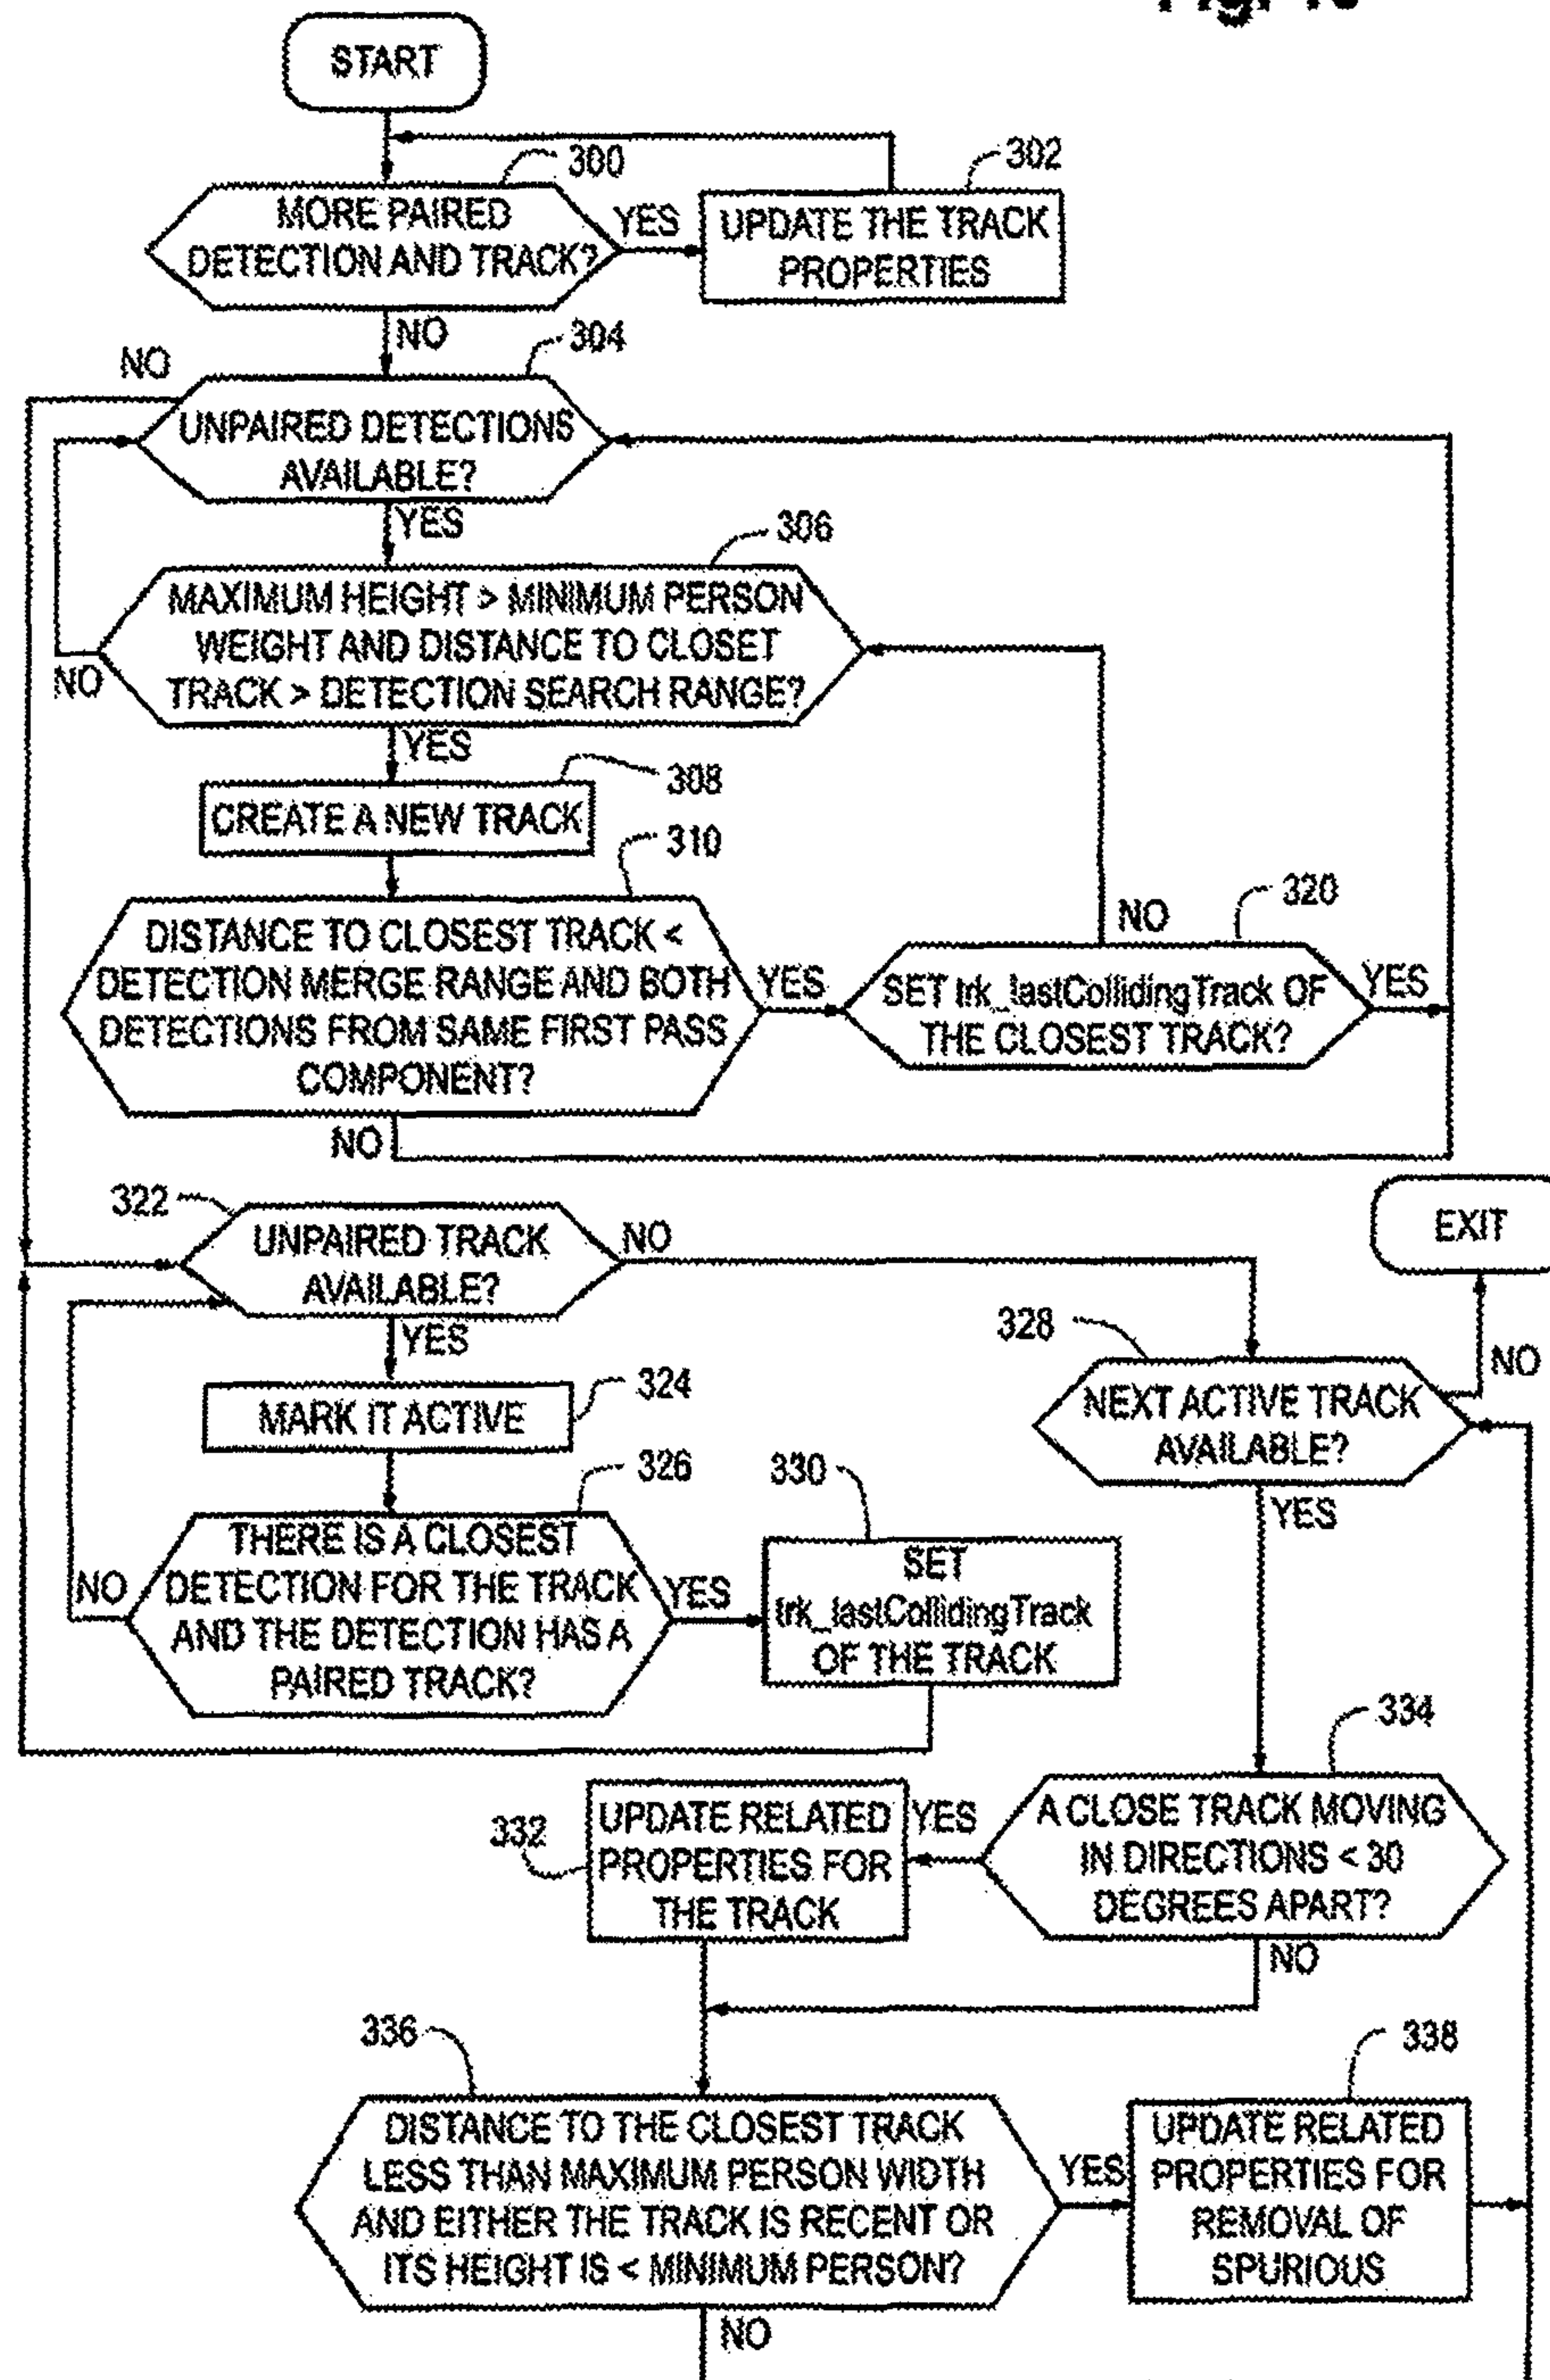 START
300
302
MORE PAIRED
DETECTION AND TRACK?
YES
UPDATE THE TRACK
PROPERTIES
NO
304
NO
UNPAIRED DETECTIONS
AVAILABLE?
YES
306
MAXIMUM HEIGHT > MINIMUM PERSON
WEIGHT AND DISTANCE TO CLOSET
TRACK > DETECTION SEARCH RANGE?
NO
YES
308
CREATE A NEW TRACK
310
320
NO
DISTANCE TO CLOSEST TRACK <
DETECTION MERGE RANGE AND BOTH
DETECTIONS FROM SAME FIRST PASS
COMPONENT?
YES
SET trk_lastCollidingTrack OF
THE CLOSEST TRACK?
YES
NO
322
UNPAIRED TRACK
AVAILABLE?
NO
EXIT
YES
328
NO
324
MARK IT ACTIVE
NEXT ACTIVE TRACK
AVAILABLE?
326
330
YES
THERE IS A CLOSEST
DETECTION FOR THE TRACK
AND THE DETECTION HAS A
PAIRED TRACK?
NO
YES
SET
trk_lastCollidingTrack
OF THE TRACK
334
332
UPDATE RELATED
PROPERTIES FOR
THE TRACK
YES
A CLOSE TRACK MOVING
IN DIRECTIONS < 30
DEGREES APART?
NO
336
338
DISTANCE TO THE CLOSEST TRACK
LESS THAN MAXIMUM PERSON WIDTH
AND EITHER THE TRACK IS RECENT OR
ITS HEIGHT IS < MINIMUM PERSON?
YES
UPDATE RELATED
PROPERTIES FOR
REMOVAL OF
SPURIOUS
NO